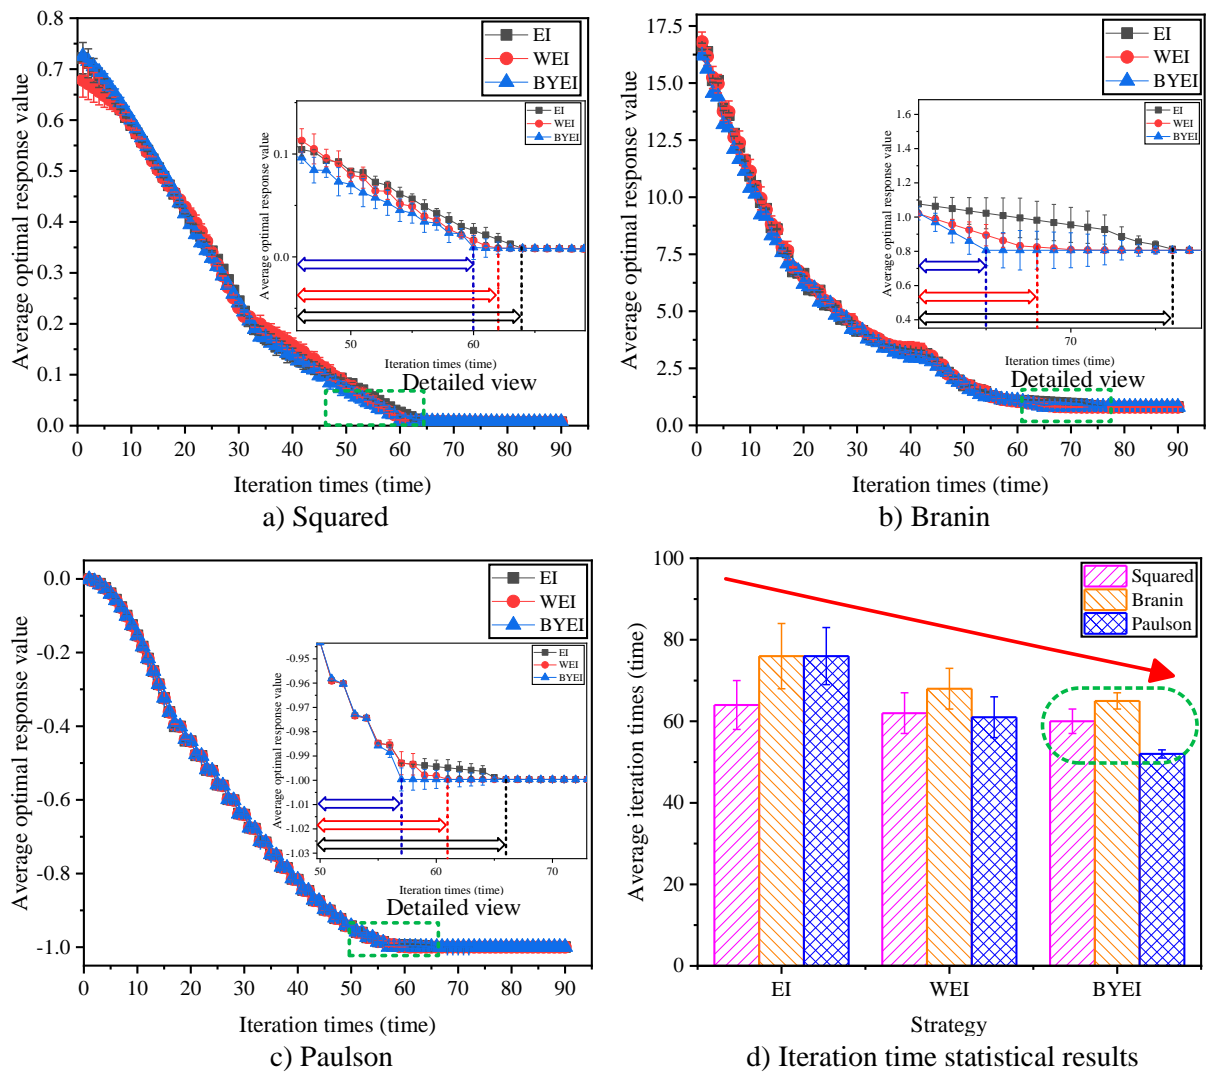 Average optimal response value
0.8
0.7
0.6
0.5
0.4
0.3
0.2
0.1
0.0
EI
WEI
BYEI
Average optimal response value
0.1
0.0
EI
WEI
BYEI
50
60
Iteration times (time)
Detailed view
0 10 20 30 40 50 60 70 80 90
Iteration times (time)
a) Squared
Average optimal response value
17.5
15.0
12.5
10.0
7.5
5.0
2.5
0.0
EI
WEI
BYEI
Average optimal response value
1.6
1.4
1.2
1.0
0.8
0.6
0.4
EI
WEI
BYEI
70
Iteration times (time)
Detailed view
0 10 20 30 40 50 60 70 80 90
Iteration times (time)
b) Branin
Average optimal response value
0.0
-0.2
-0.4
-0.6
-0.8
-1.0
EI
WEI
BYEI
Average optimal response value
-0.95
-0.96
-0.97
-0.98
-0.99
-1.00
-1.01
-1.02
-1.03
EI
WEI
BYEI
50 60 70
Iteration times (time)
Detailed view
0 10 20 30 40 50 60 70 80 90
Iteration times (time)
c) Paulson
Average iteration times (time)
100
80
60
40
20
0
Squared
Branin
Paulson
EI WEI BYEI
Strategy
d) Iteration time statistical results